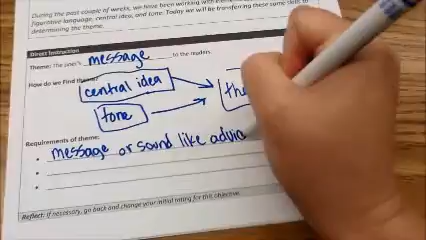 During the past couple of weeks, we have been working with
figurative language, central idea, and tone. Today we will be transferring these same skills to
determining the theme.
Direct Instruction
Theme: The message to the readers.
How do we find theme?
central idea
tone
the
Requirements of theme:
• message or sound like advic
•
•
Reflect: If necessary, go back and change your initial rating for this objective.